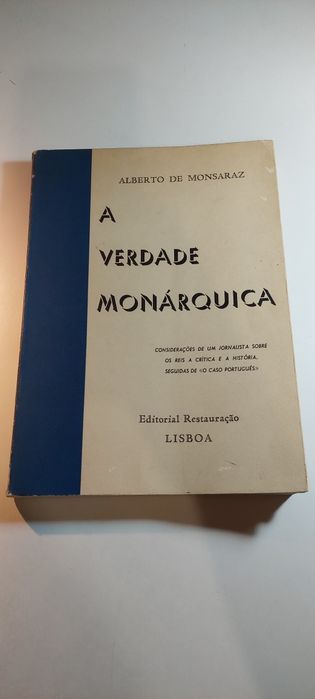 ALBERTO DE MONSARAZ
A
VERDADE
MONÁRQUICA
CONSIDERAÇÕES DE UM JORNALISTA SOBRE
OS REIS A CRÍTICA E A HISTÓRIA,
SEGUIDAS DE «O CASO PORTUGUÊS»
Editorial Restauração
LISBOA